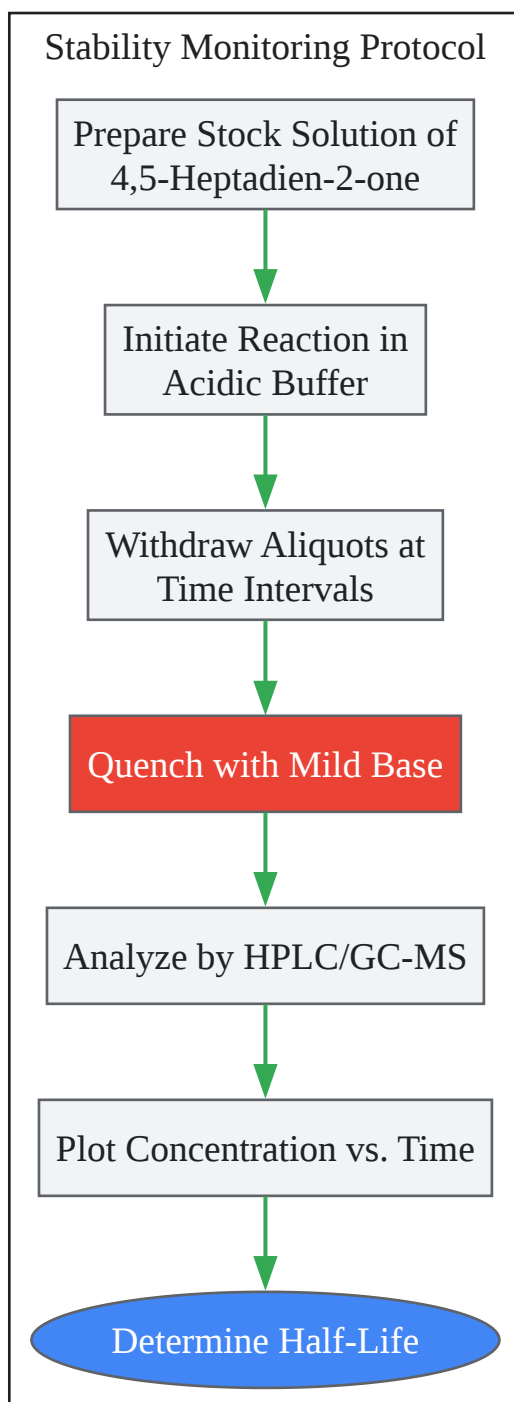 Stability Monitoring Protocol
Prepare Stock Solution of
4,5-Heptadien-2-one
Initiate Reaction in
Acidic Buffer
Withdraw Aliquots at
Time Intervals
Quench with Mild Base
Analyze by HPLC/GC-MS
Plot Concentration vs. Time
Determine Half-Life